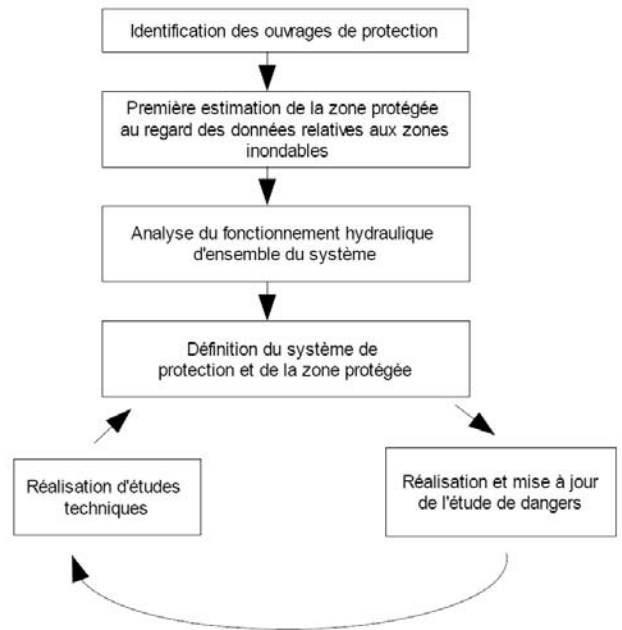 Identification des ouvrages de protection
Première estimation de la zone protégée
au regard des données relatives aux zones
inondables
Analyse du fonctionnement hydraulique
d'ensemble du système
Définition du système de
protection et de la zone protégée
Réalisation d'études
techniques
Réalisation et mise à jour
de l'étude de dangers